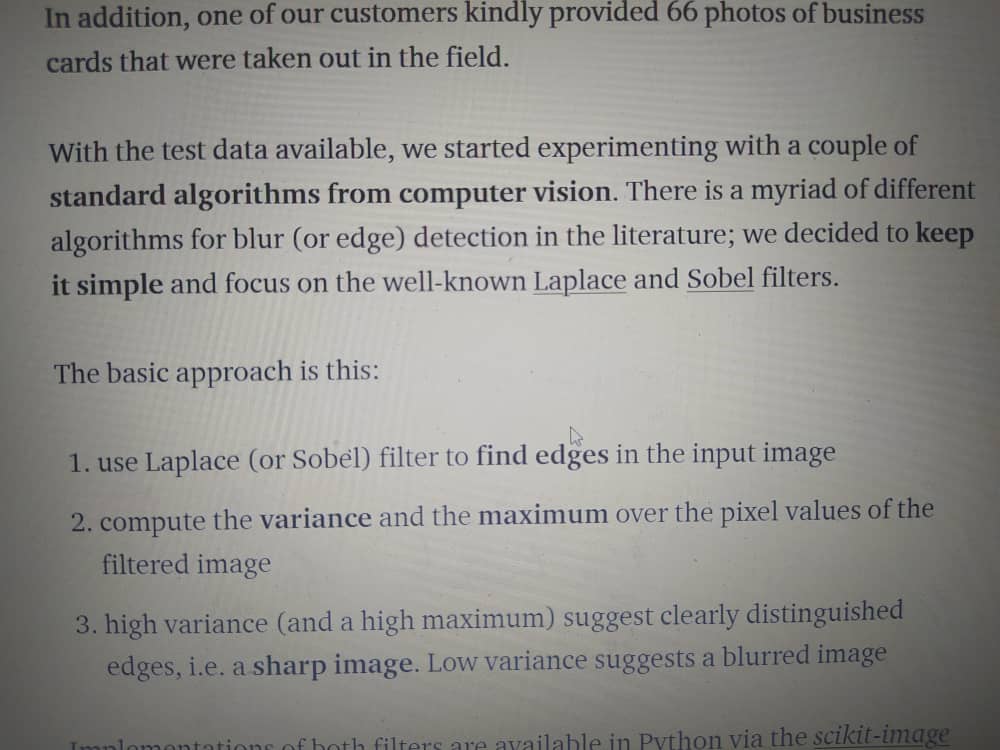 In addition, one of our customers kindly provided 66 photos of business
cards that were taken out in the field.
With the test data available, we started experimenting with a couple of
standard algorithms from computer vision. There is a myriad of different
algorithms for blur (or edge) detection in the literature; we decided to keep
it simple and focus on the well-known Laplace and Sobel filters.
The basic approach is this:
1. use Laplace (or Sobel) filter to find edges in the input image
2. compute the variance and the maximum over the pixel values of the
filtered image
3. high variance (and a high maximum) suggest clearly distinguished
edges, i.e. a sharp image. Low variance suggests a blurred image
Implementations of both filters are available in Python via the scikit-image